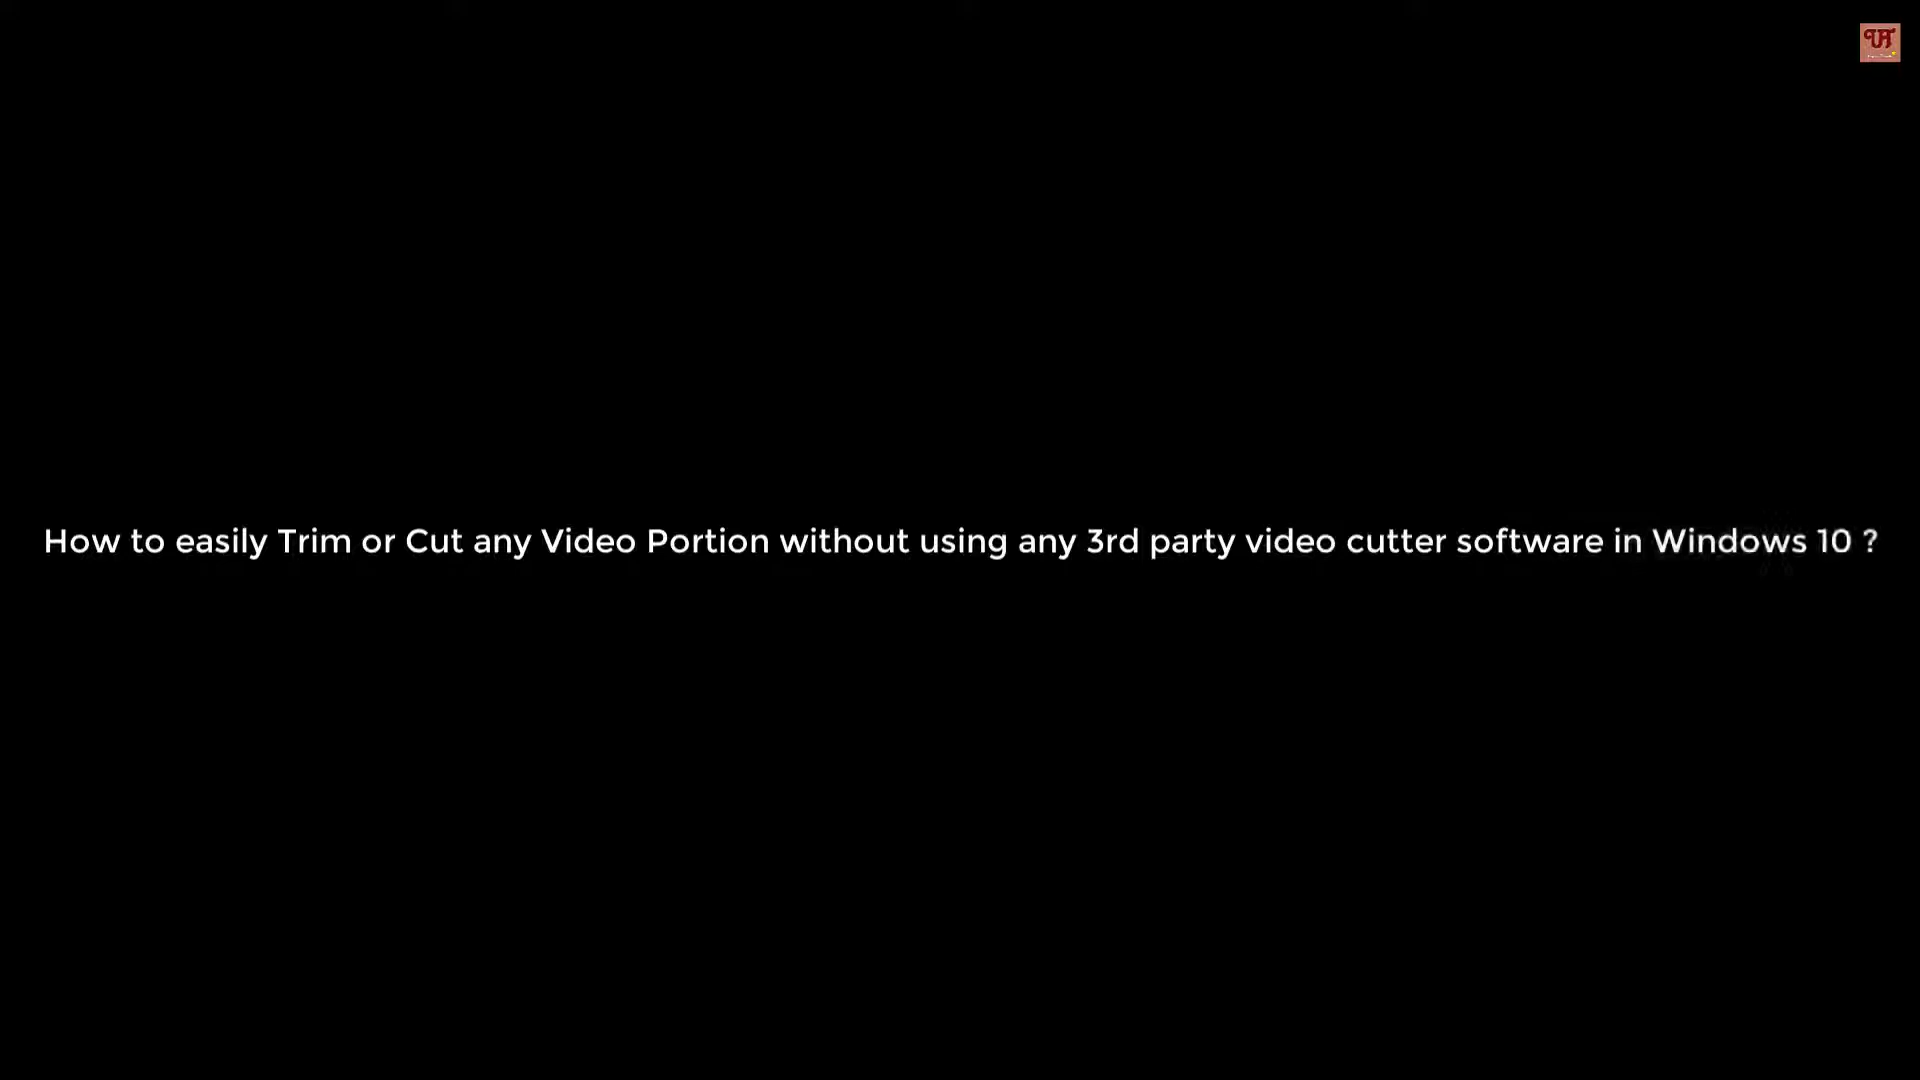 UT
How to easily Trim or Cut any Video Portion without using any 3rd party video cutter software in Windows 10 ?